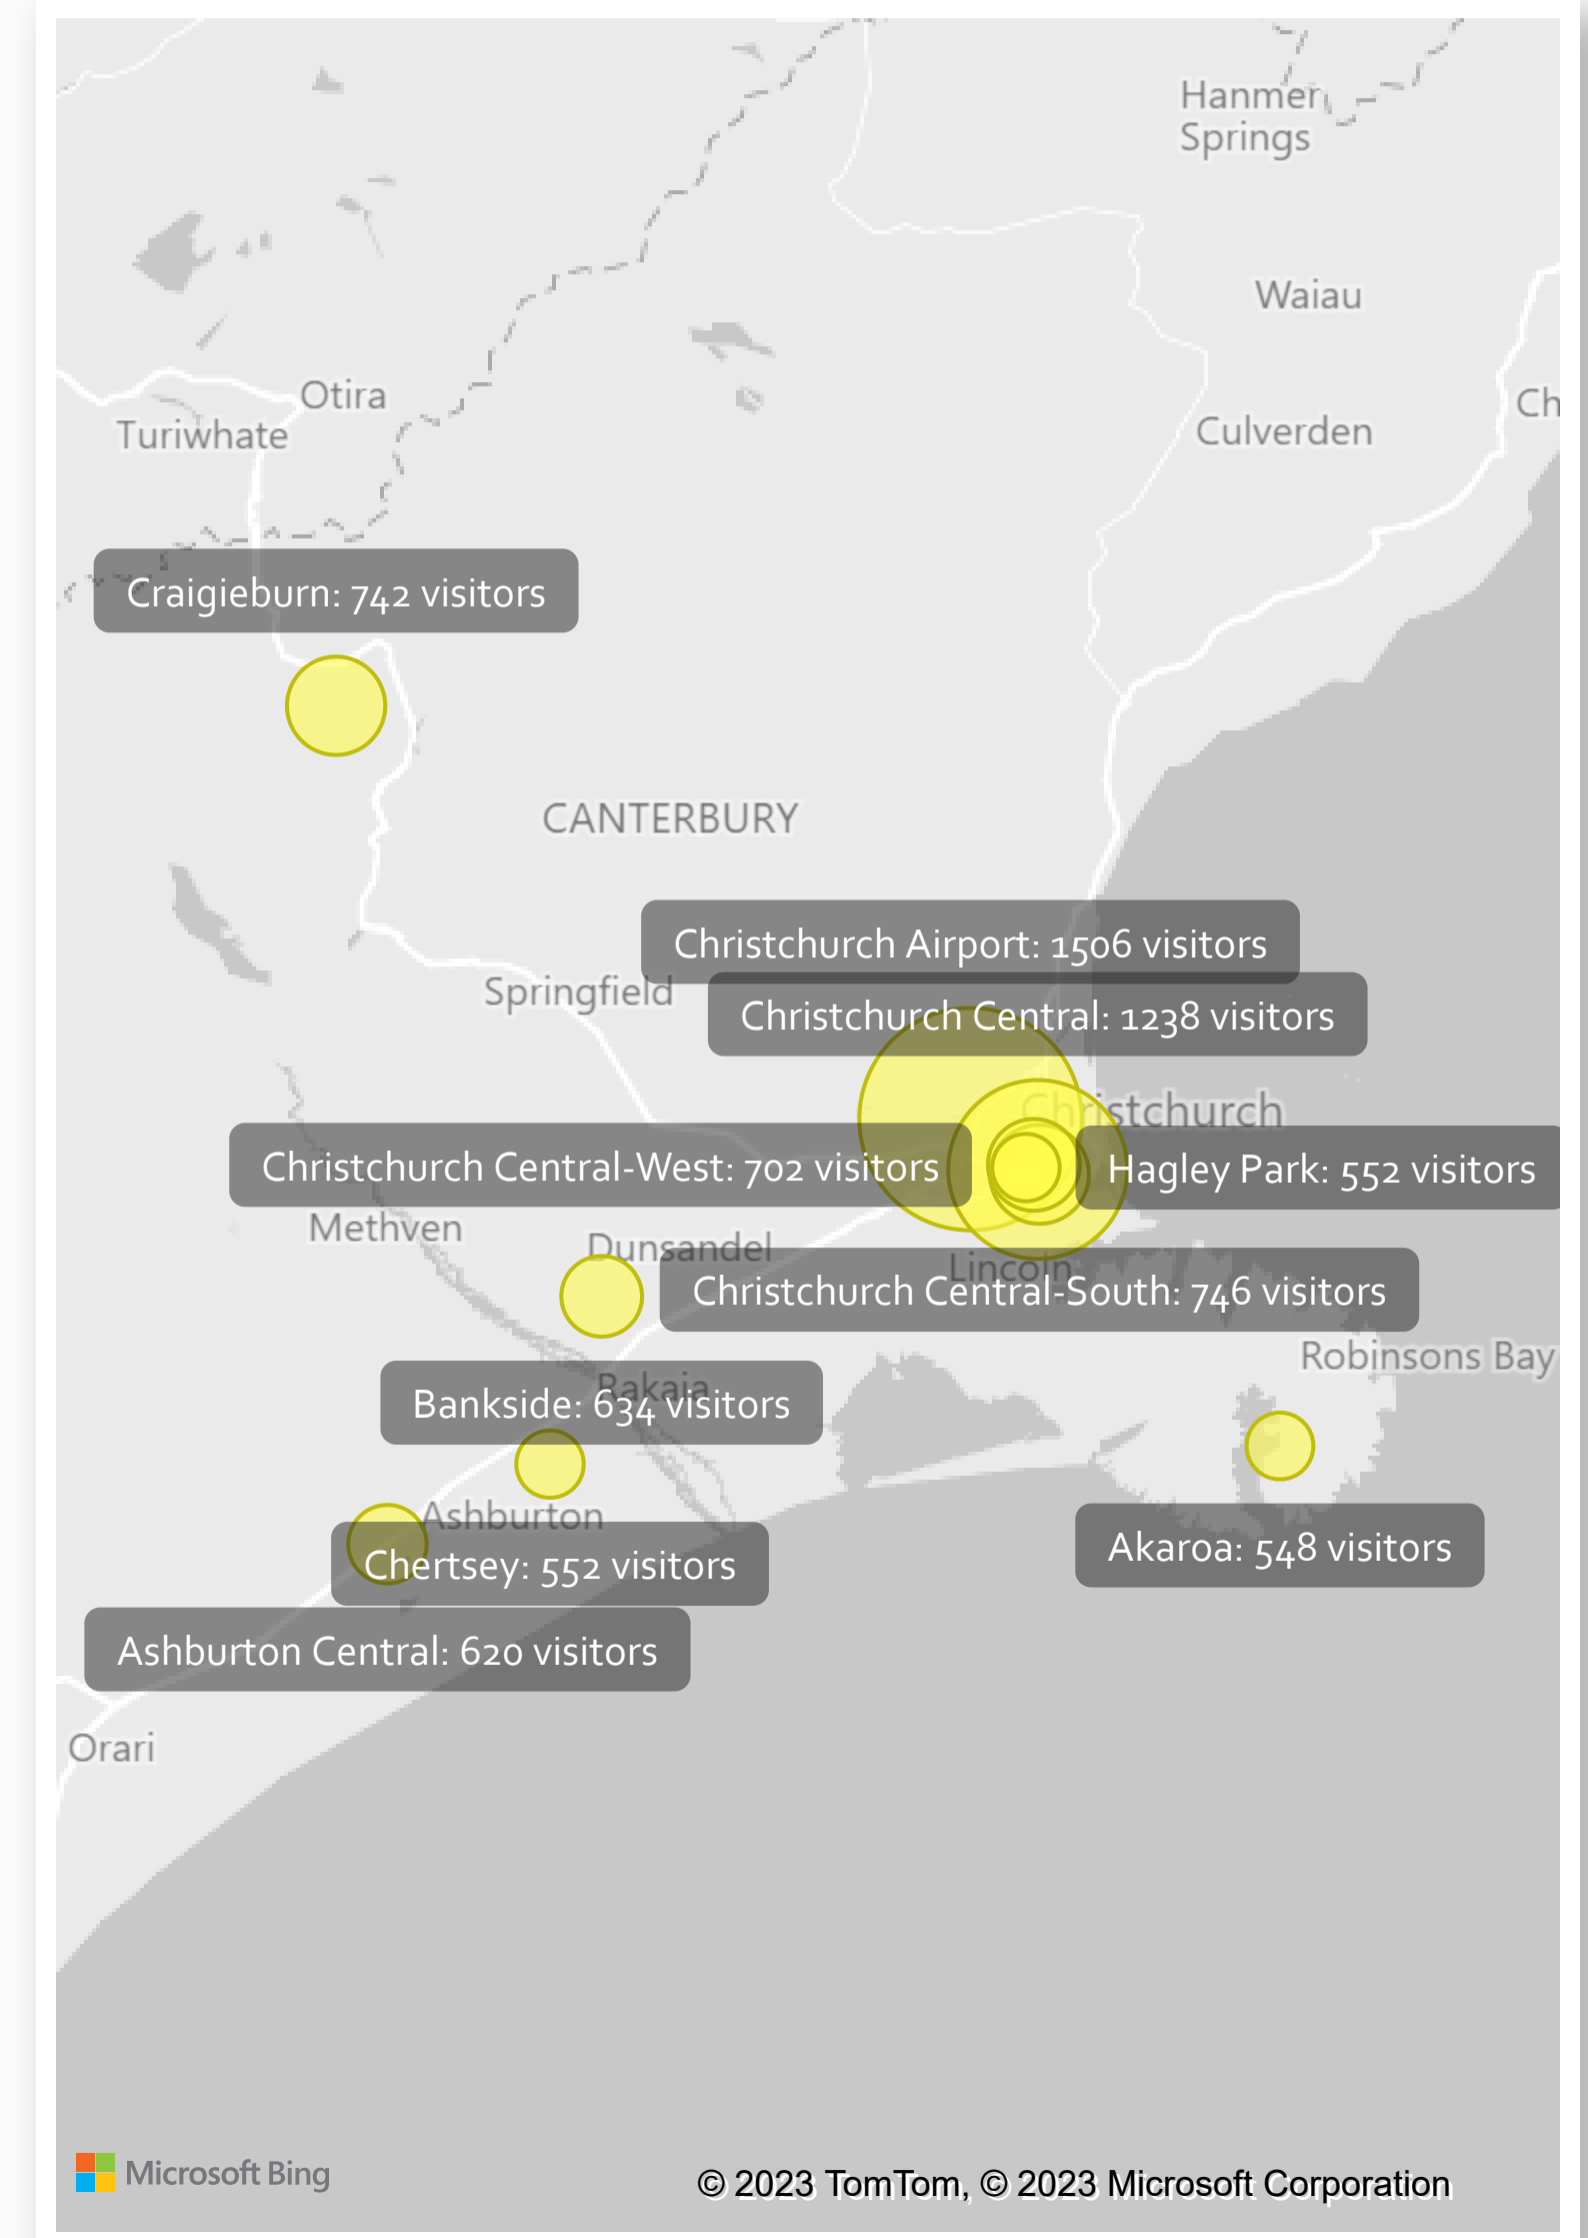 Hanmer
Springs
Waiau
Otira
Turiwhate
Ch
Culverden
Craigieburn: 742 visitors
CANTERBURY
Christchurch Airport: 1506 visitors
Springfield
Christchurch Central: 1238 visitors
Christchurch
Christchurch Central-West: 702 visitors
Hagley Park: 552 visitors
Methven
Dunsandel
Lincoln
Christchurch Central-South: 746 visitors
Robinsons Bay
Rakaia
Bankside: 634 visitors
Ashburton
Akaroa: 548 visitors
Chertsey: 552 visitors
Ashburton Central: 620 visitors
Orari
Microsoft Bing
© 2023 TomTom, © 2023 Microsoft Corporation